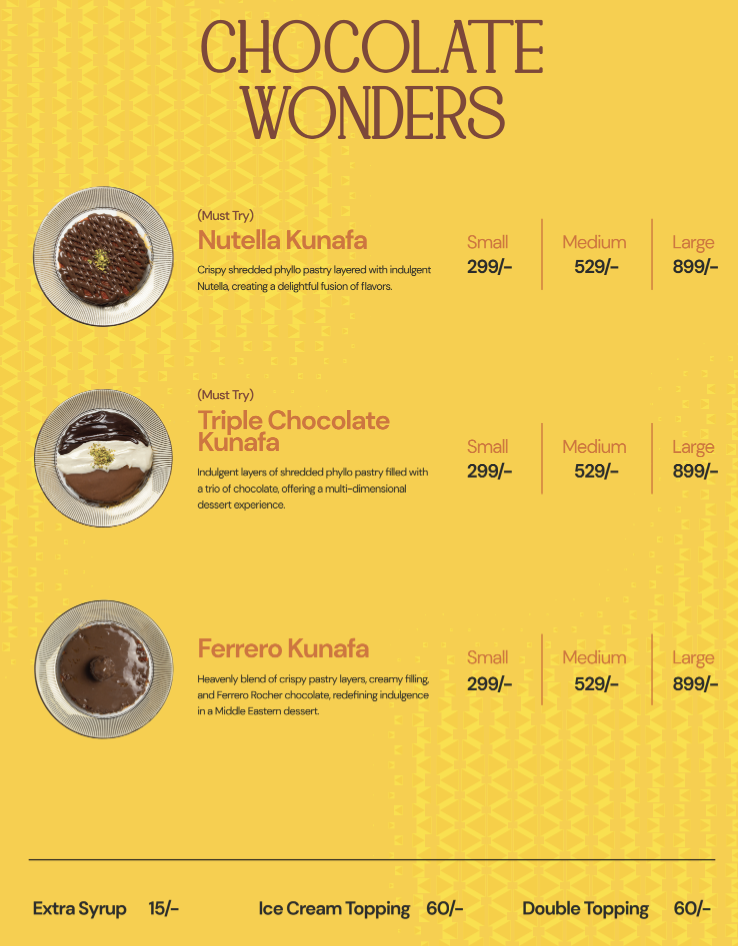 CHOCOLATE
WONDERS
(Must Try)
Nutella Kunafa
Crispy shredded phyllo pastry layered with indulgent
Nutella, creating a delightful fusion of flavors.
Small Medium Large
299/- 529/- 899/-
(Must Try)
Triple Chocolate
Kunafa
Indulgent layers of shredded phyllo pastry filled with
a trio of chocolate, offering a multi-dimensional
dessert experience.
Small Medium Large
299/- 529/- 899/-
Ferrero Kunafa
Heavenly blend of crispy pastry layers, creamy filling,
and Ferrero Rocher chocolate, redefining indulgence
in a Middle Eastern dessert.
Small Medium Large
299/- 529/- 899/-
Extra Syrup 15/- Ice Cream Topping 60/- Double Topping 60/-